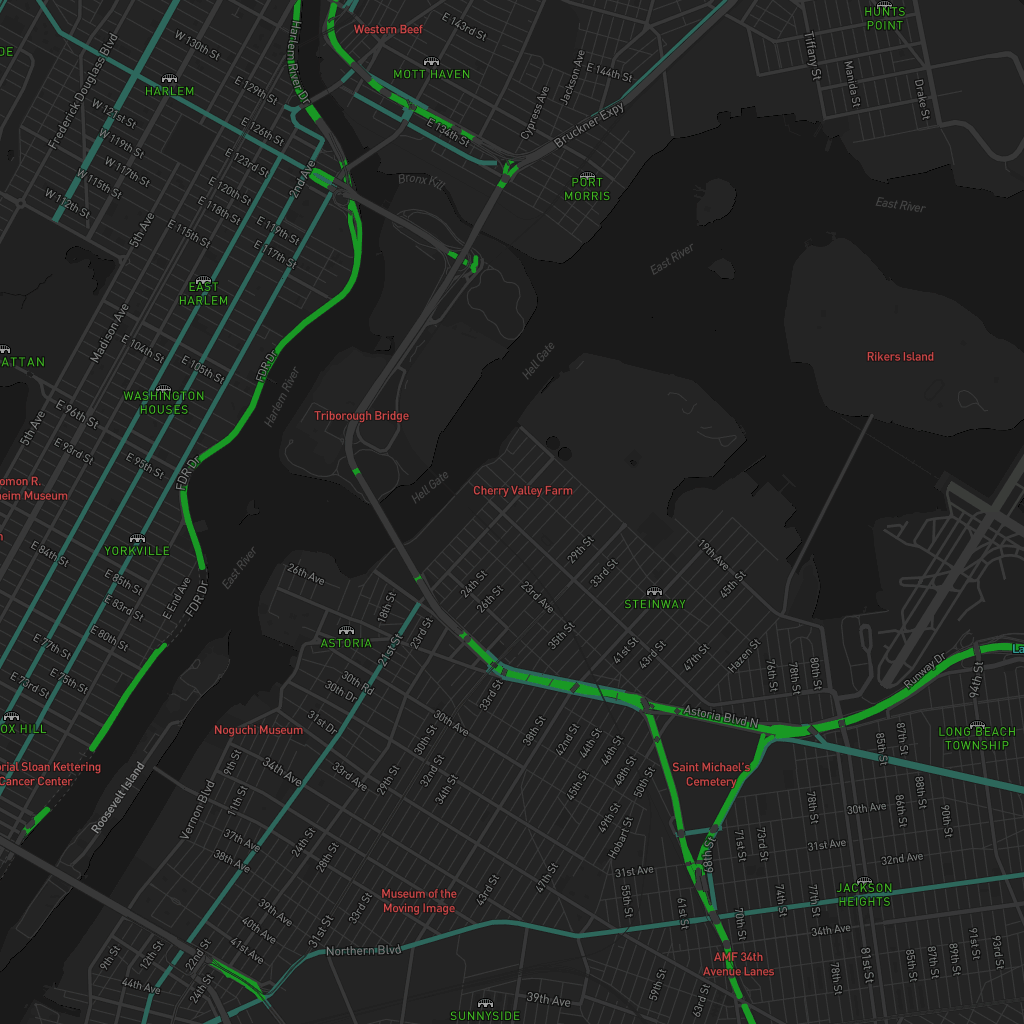 Western Beef
E 143rd St
HUNTS
POINT
W 130th St
Harlem River Dr
MOTT HAVEN
Jackson Ave
E 144th St
Tiffany St
Manida St
Drake St
Frederick Douglass Blvd
HARLEM
E 129th St
Cypress Ave
Bruckner Expy
W 121st St
E 126th St
E 134th St
W 119th St
E 123rd St
2nd Ave
W 117th St
W 115th St
E 120th St
Bronx Kill
PORT
MORRIS
W 112th St
E 118th St
East River
5th Ave
E 115th St
E 119th St
E 117th St
East River
EAST
HARLEM
Madison Ave
ATTAN
E 104th St
E 105th St
FDR Dr
Hell Gate
Rikers Island
WASHINGTON
HOUSES
Harlem River
E 96th St
5th Ave
Triborough Bridge
E 93rd St
E 95th St
FDR Dr
Hell Gate
Cherry Valley Farm
omon R.
heim Museum
E 84th St
YORKVILLE
East River
29th St
19th Ave
26th Ave
33rd St
45th St
E 85th St
E 83rd St
E End Ave
FDR Dr
24th St
26th St
23rd Ave
STEINWAY
18th St
23rd St
E 80th St
E 77th St
ASTORIA
21st St
35th St
41st St
43rd St
47th St
Hazen St
76th St
78th St
80th St
Runway Dr
94th St
La
E 75th St
E 73rd St
30th Rd
30th Dr
33rd St
OX HILL
Noguchi Museum
31st Dr
30th Ave
30th St
38th St
42nd St
44th St
46th St
Astoria Blvd N
85th St
87th St
LONG BEACH
TOWNSHIP
orial Sloan Kettering
Cancer Center
9th St
34th Ave
33rd Ave
29th St
32nd St
34th St
45th St
48th St
50th St
Saint Michael's
Cemetery
88th St
Roosevelt Island
Vernon Blvd
11th St
78th St
30th Ave
86th St
90th St
49th St
Hobart St
37th Ave
38th Ave
24th St
28th St
71st St
73rd St
31st Ave
32nd Ave
68th St
47th St
31st Ave
43rd St
JACKSON
HEIGHTS
Museum of the
Moving Image
55th St
61st St
74th St
77th St
39th Ave
33rd St
40th Ave
31st St
41st Ave
70th St
34th Ave
Northern Blvd
9th St
12th St
22nd St
24th St
44th Ave
AMF 34th
Avenue Lanes
81st St
78th St
85th St
87th St
89th St
91st St
93rd St
59th St
63rd St
39th Ave
SUNNYSIDE